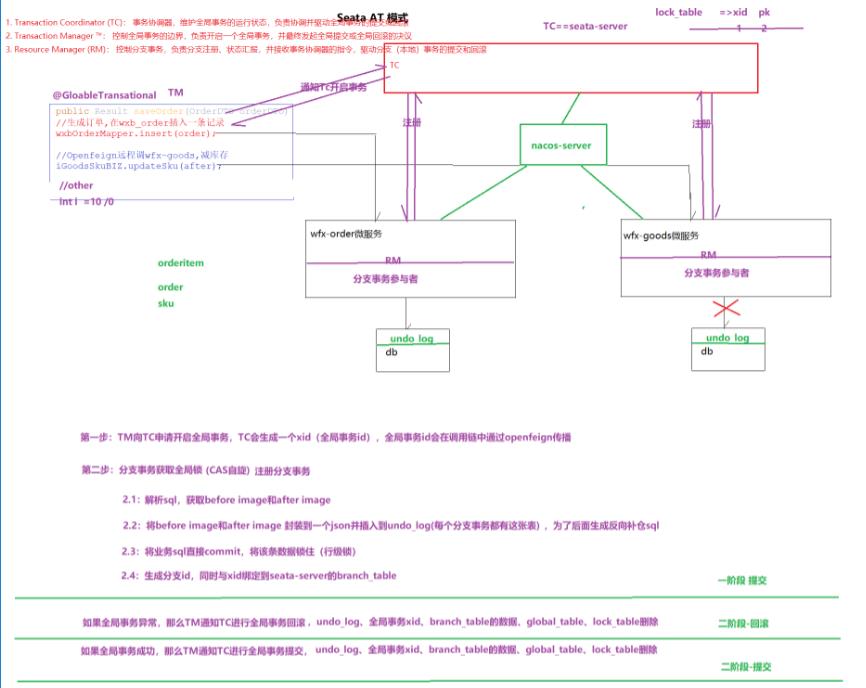 Seata AT 模式
1. Transaction Coordinator (TC)： 事务协调器，维护全局事务的运行状态，负责协调并驱动全局事务的提交或回滚
2. Transaction Manager ™： 控制全局事务的边界，负责开启一个全局事务，并最终发起全局提交或全局回滚的决议
3. Resource Manager (RM)： 控制分支事务，负责分支注册、状态汇报，并接收事务协调器的指令，驱动分支（本地）事务的提交和回滚
TC==seata-server
lock_table =>xid pk
1 2
TC
@GloableTransational TM
通知Tc开启事务
public Result saveOrder(OrderD
//生成订单,在wxb_order插入一条记录
wxbOrderMapper.insert(order);
//Openfeign远程调wfx-goods,减库存
iGoodsSkuBIZ.updateSku(after);
//other
int i =10 /0
注册
注册
nacos-server
wfx-order微服务
RM
分支事务参与者
wfx-goods微服务
RM
分支事务参与者
orderitem
order
sku
undo log
db
undo log
db
第一步：TM向TC申请开启全局事务，TC会生成一个xid（全局事务id），全局事务id会在调用链中通过openfeign传播
第二步：分支事务获取全局锁（CAS自旋）注册分支事务
2.1：解析sql，获取before image和after image
2.2：将before image和after image 封装到一个json并插入到undo_log(每个分支事务都有这张表)，为了后面生成反向补仓sql
2.3：将业务sql直接commit，将该条数据锁住（行级锁）
2.4：生成分支id，同时与xid绑定到seata-server的branch_table
一阶段 提交
如果全局事务异常，那么TM通知TC进行全局事务回滚，undo_log、全局事务xid、branch_table的数据、global_table、lock_table删除
二阶段-回滚
如果全局事务成功，那么TM通知TC进行全局事务提交， undo_log、全局事务xid、branch_table的数据、global_table、lock_table删除
二阶段-提交